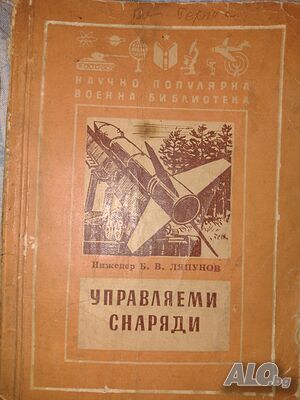 НАУЧНО ПОПУЛЯРНА
ВОЕННА БИБЛИОТЕКА
Инженер Б. В. ЛЯПУНОВ
УПРАВЛЯЕМИ
СНАРЯДИ
ALO.bg